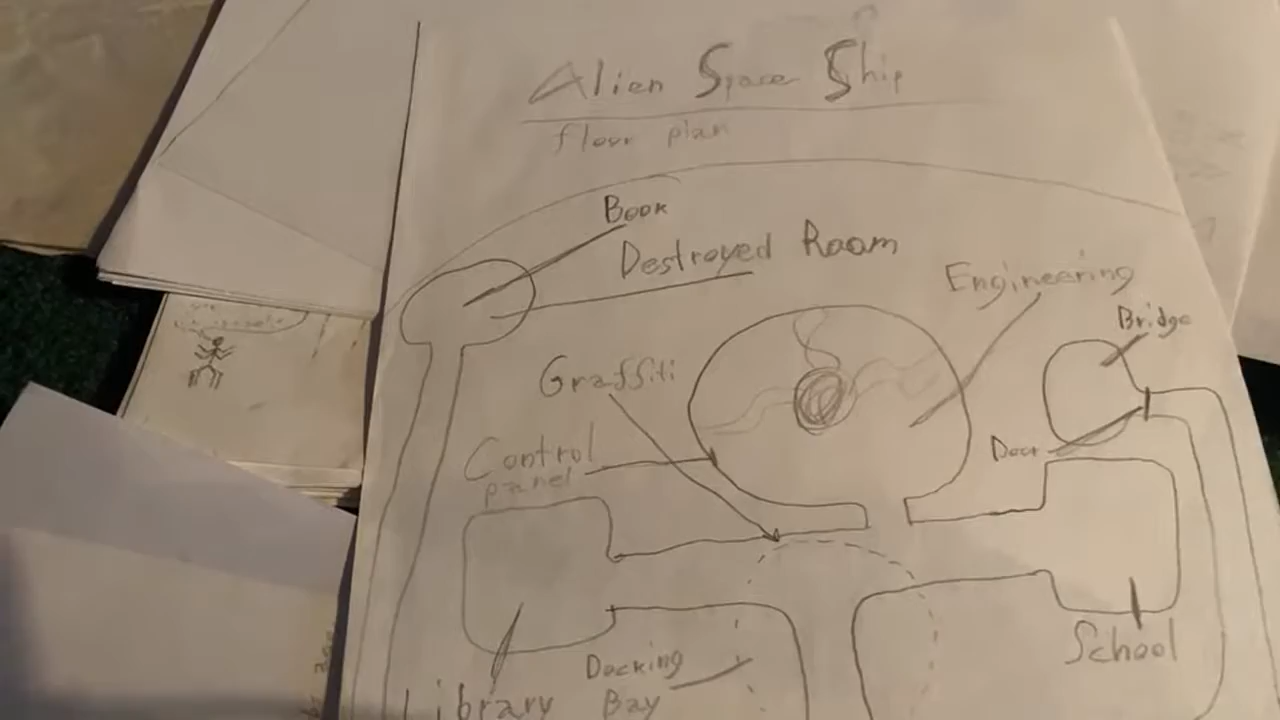 Alien Space Ship
floor plan
Book
Destroyed Room
Engineering
Bridge
Graffiti
Control
panel
Door
Docking
Bay
School
Library